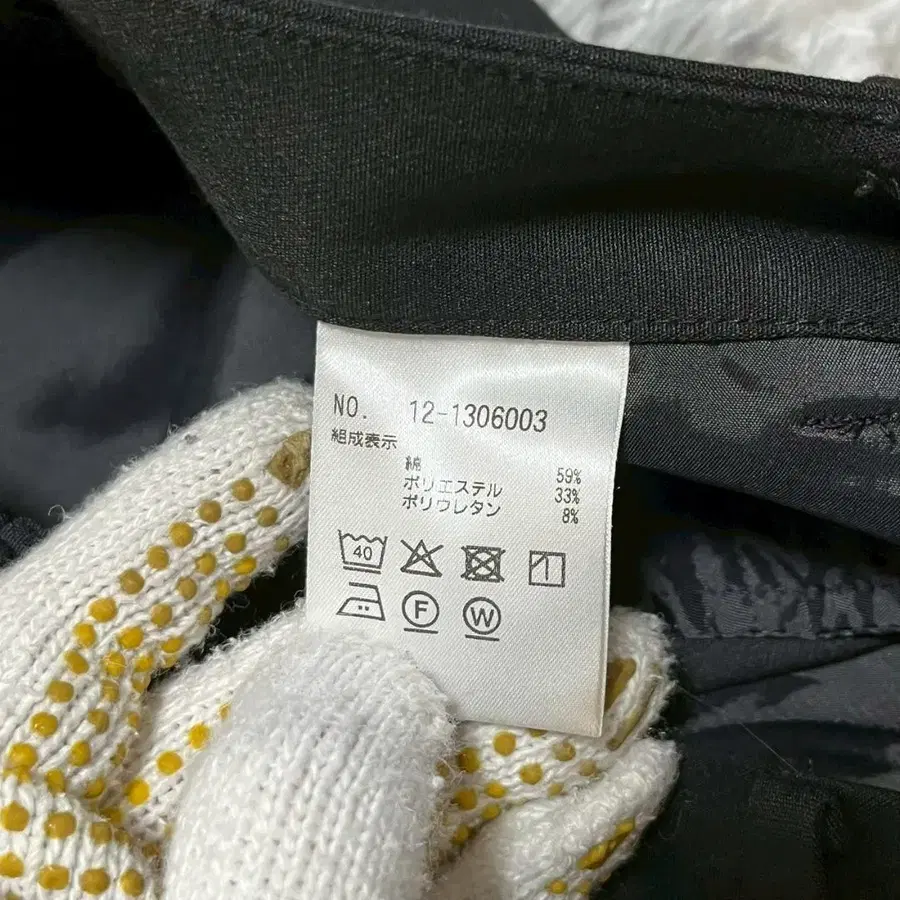 NO. 12-1306003
組成表示
綿 59%
ポリエステル 33%
ポリウレタン 8%
40
F W